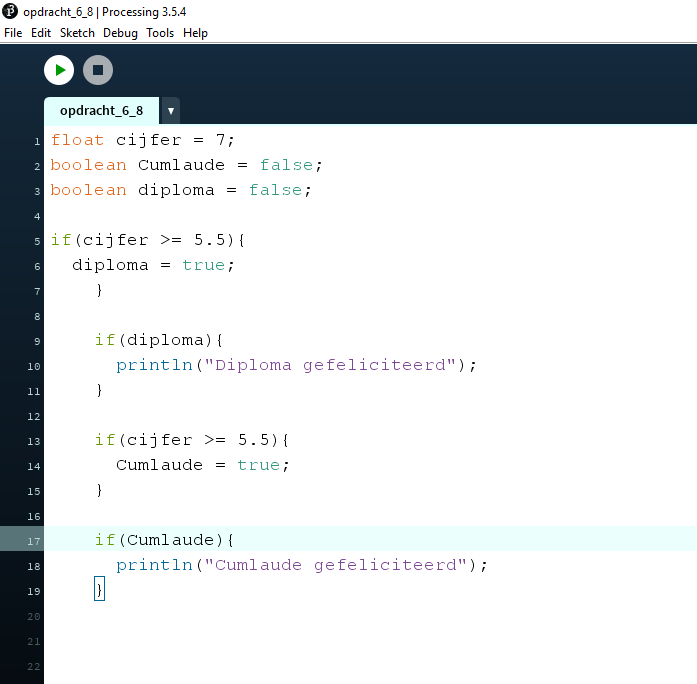 opdracht_6_8 | Processing 3.5.4
File Edit Sketch Debug Tools Help
opdracht_6_8 ▼
1 float cijfer = 7;
2 boolean Cumlaude = false;
3 boolean diploma = false;
4
5 if(cijfer >= 5.5){
6   diploma = true;
7     }
8
9     if(diploma){
10       println("Diploma gefeliciteerd");
11     }
12
13     if(cijfer >= 5.5){
14       Cumlaude = true;
15     }
16
17     if(Cumlaude){
18       println("Cumlaude gefeliciteerd");
19     }
20
21
22